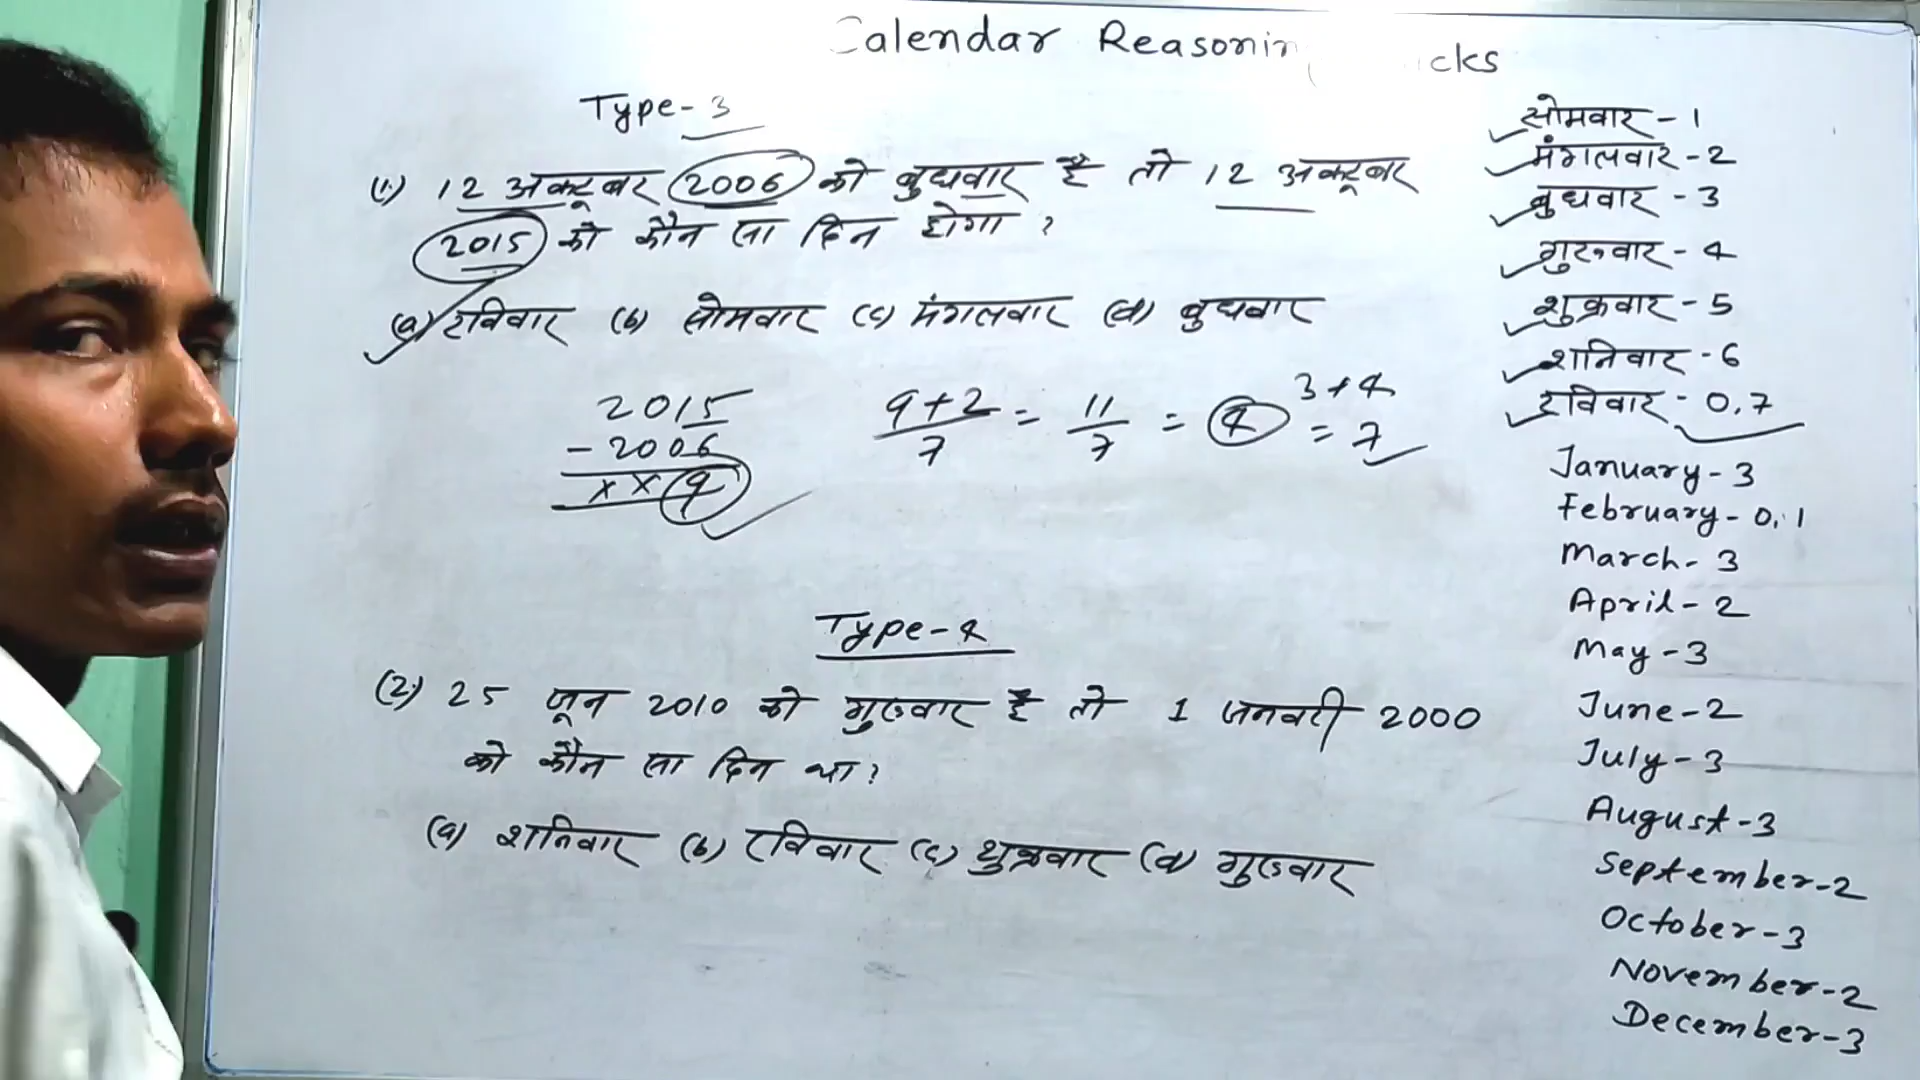 Calendar Reasonin cks
Type-3
(1.) 12 अक्टूबर 2006 को बुधवार है तो 12 अक्टूबर
2015 को कौन सा दिन होगा ?
(a) रविवार (b) सोमवार (c) मंगलवार (d) बुधवार
2015
- 2006
x x 9
9+2/7 = 11/7 = 4 3+4
= 7
Type-4
(2.) 25 जून 2010 को गुरुवार है तो 1 जनवरी 2000
को कौन सा दिन था ?
(a) शनिवार (b) रविवार (c) शुक्रवार (d) गुरुवार
सोमवार - 1
मंगलवार - 2
बुधवार - 3
गुरुवार - 4
शुक्रवार - 5
शनिवार - 6
रविवार - 0,7
January - 3
February - 0,1
March - 3
April - 2
May - 3
June - 2
July - 3
August - 3
September - 2
October - 3
November - 2
December - 3